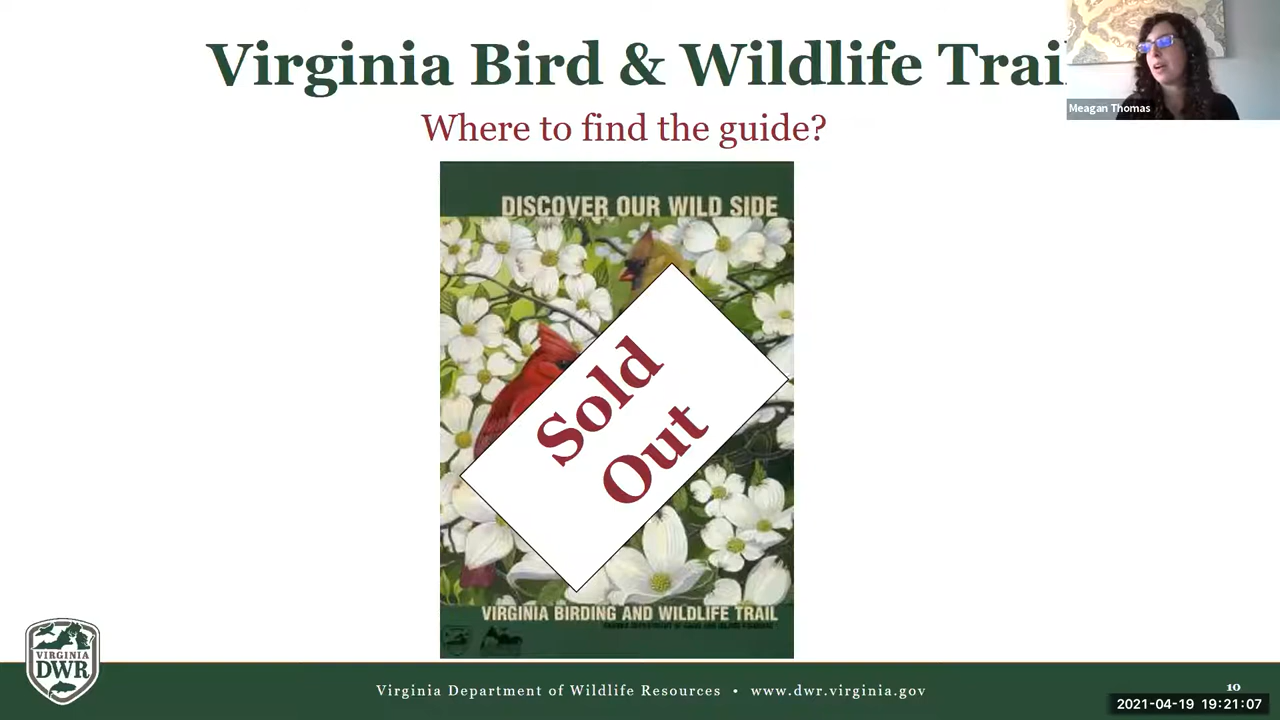 Virginia Bird & Wildlife Trail
Meagan Thomas
Where to find the guide?
DISCOVER OUR WILD SIDE
Sold
Out
VIRGINIA BIRDING AND WILDLIFE TRAIL
VIRGINIA
DWR
Virginia Department of Wildlife Resources • www.dwr.virginia.gov
10
2021-04-19 19:21:07